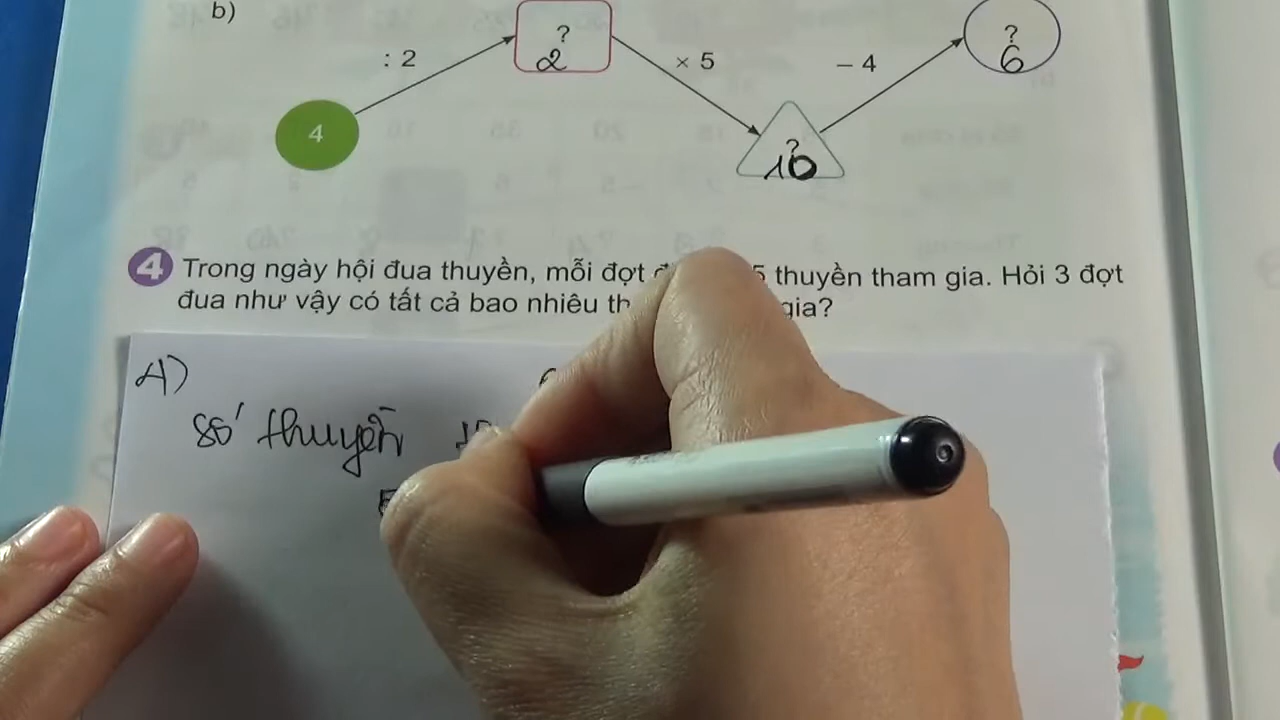 b)
: 2
?
2
× 5
− 4
?
6
4
?
10
4 Trong ngày hội đua thuyền, mỗi đợt 5 thuyền tham gia. Hỏi 3 đợt
đua như vậy có tất cả bao nhiêu gia?
A)
số thuyền